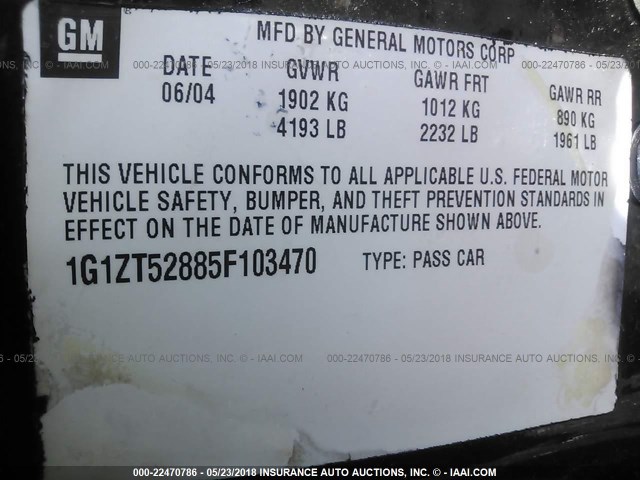 GM
MFD BY GENERAL MOTORS CORP
DATE GVWR GAWR FRT GAWR RR
06/04 1902 KG 1012 KG 890 KG
4193 LB 2232 LB 1961 LB
THIS VEHICLE CONFORMS TO ALL APPLICABLE U.S. FEDERAL MOTOR
VEHICLE SAFETY, BUMPER, AND THEFT PREVENTION STANDARDS IN
EFFECT ON THE DATE OF MANUFACTURE SHOWN ABOVE.
1G1ZT52885F103470 TYPE: PASS CAR
000-22470786 - 05/23/2018 INSURANCE AUTO AUCTIONS, INC. - IAAI.COM